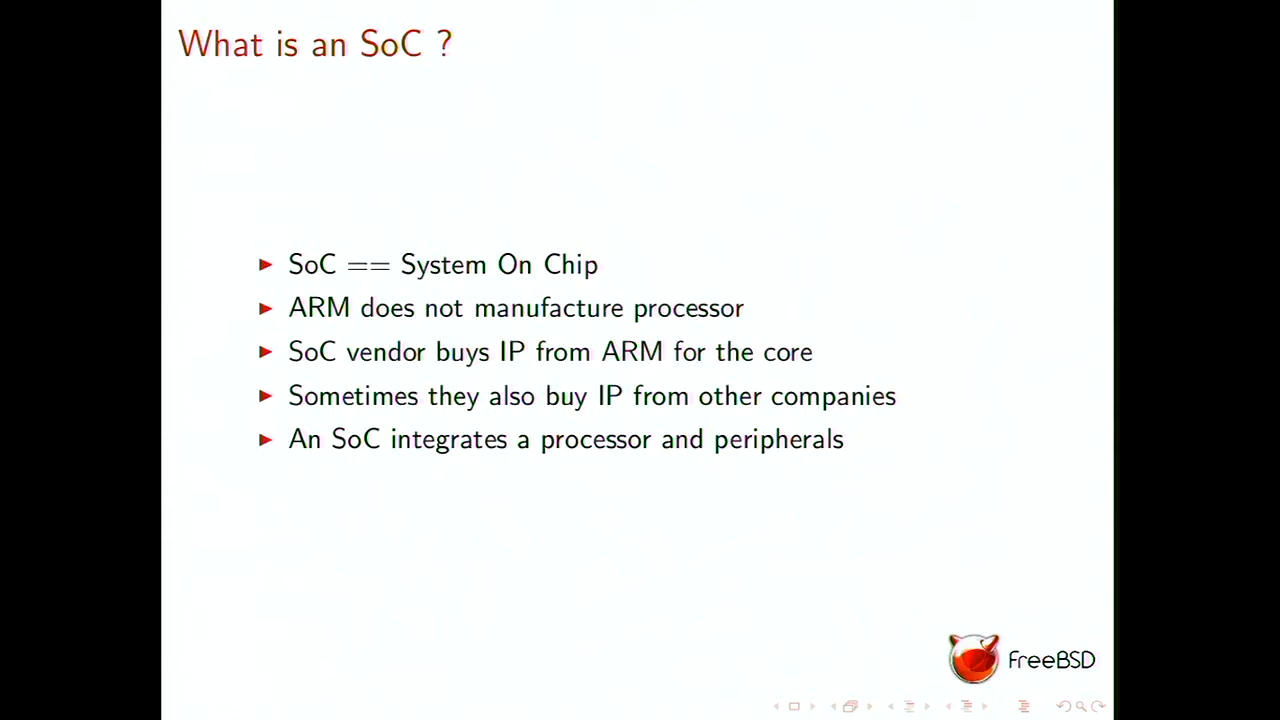 What is an SoC ?
SoC == System On Chip
ARM does not manufacture processor
SoC vendor buys IP from ARM for the core
Sometimes they also buy IP from other companies
An SoC integrates a processor and peripherals
FreeBSD